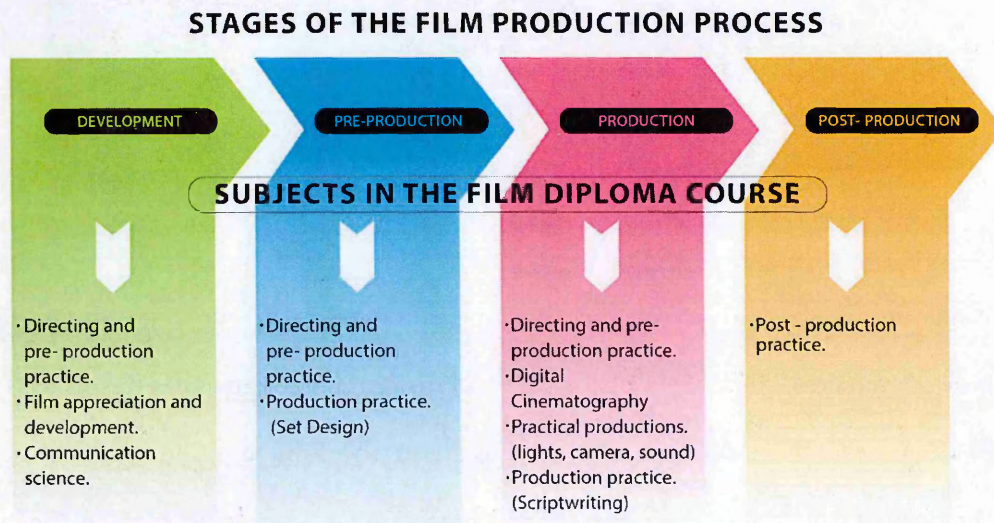 STAGES OF THE FILM PRODUCTION PROCESS
DEVELOPMENT
PRE-PRODUCTION
PRODUCTION
POST- PRODUCTION
SUBJECTS IN THE FILM DIPLOMA COURSE
· Directing and
pre- production
practice.
· Film appreciation and
development.
· Communication
science.
· Directing and
pre- production
practice.
· Production practice.
(Set Design)
· Directing and pre-
production practice.
· Digital
Cinematography
· Practical productions.
(lights, camera, sound)
· Production practice.
(Scriptwriting)
· Post - production
practice.